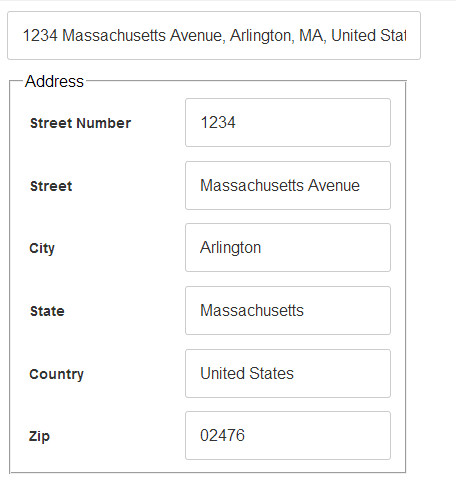 1234 Massachusetts Avenue, Arlington, MA, United Stat
Address
Street Number 1234
Street Massachusetts Avenue
City Arlington
State Massachusetts
Country United States
Zip 02476